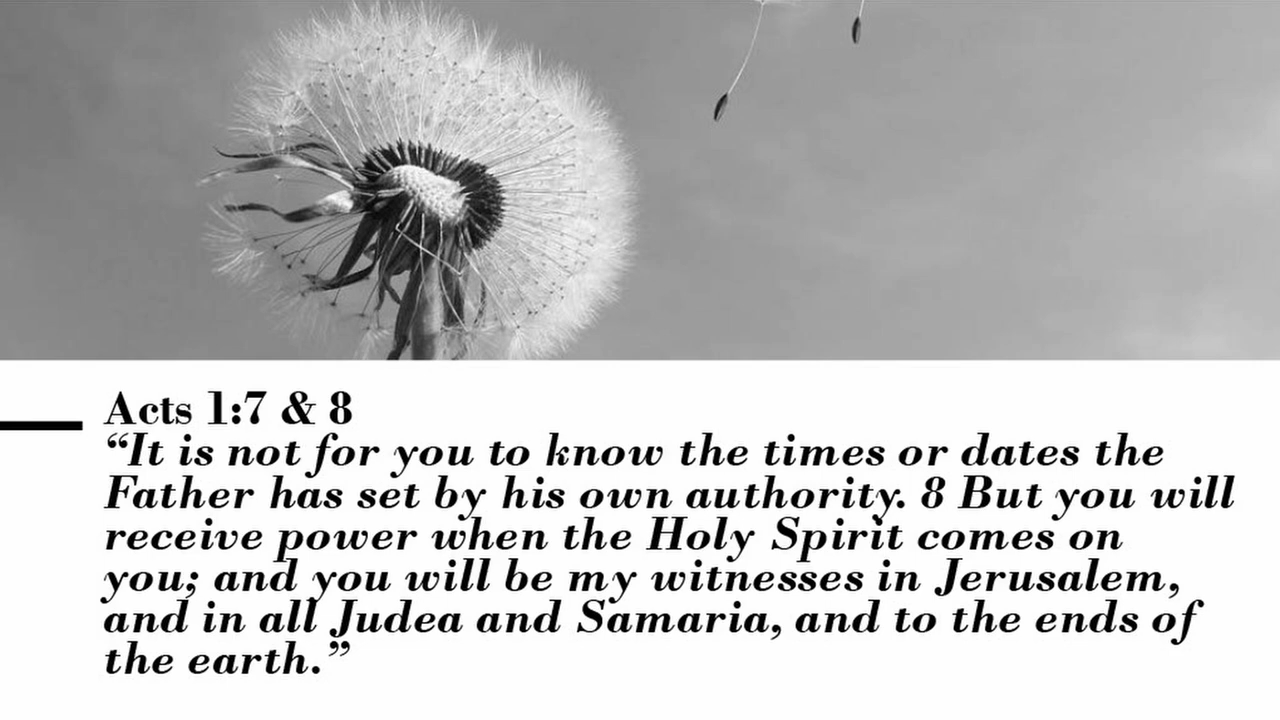 Acts 1:7 & 8
“It is not for you to know the times or dates the
Father has set by his own authority. 8 But you will
receive power when the Holy Spirit comes on
you; and you will be my witnesses in Jerusalem,
and in all Judea and Samaria, and to the ends of
the earth.”